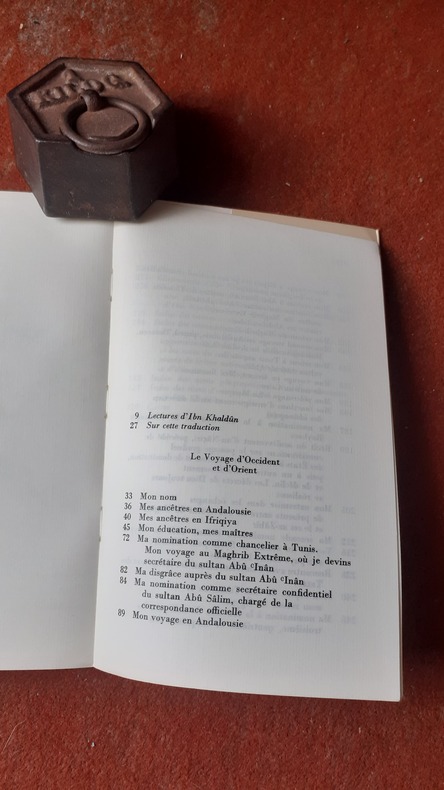 9 Lectures d'Ibn Khaldûn
27 Sur cette traduction
Le Voyage d'Occident
et d'Orient
33 Mon nom
36 Mes ancêtres en Andalousie
40 Mes ancêtres en Ifriqiya
45 Mon éducation, mes maîtres
72 Ma nomination comme chancelier à Tunis.
Mon voyage au Maghrib Extrême, où je devins
secrétaire du sultan Abû ʿInân
82 Ma disgrâce auprès du sultan Abû ʿInân
84 Ma nomination comme secrétaire confidentiel
du sultan Abû Sâlim, chargé de la
correspondance officielle
89 Mon voyage en Andalousie